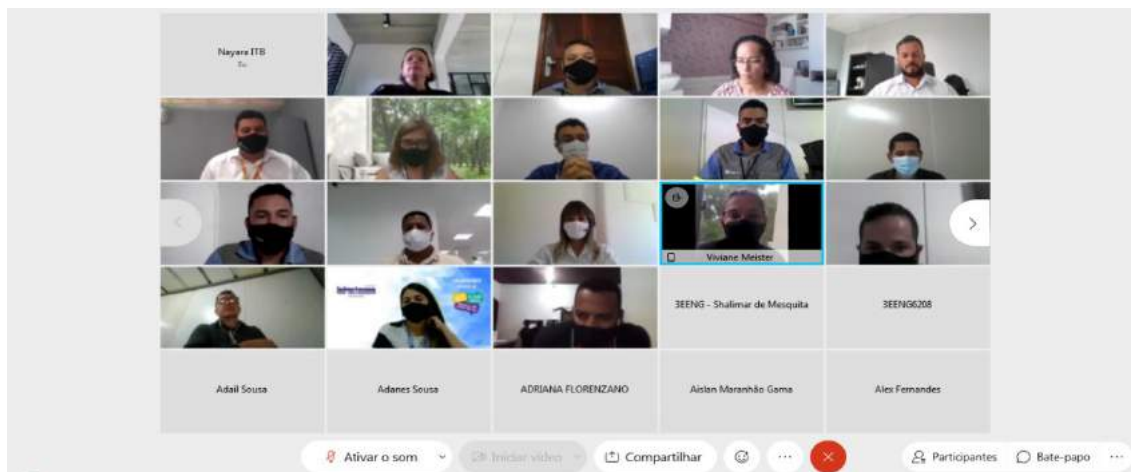 Nayara ITB
Eu
Viviane Meister
3EENG - Shalimar de Mesquita
3EENG6208
Adail Sousa
Adanes Sousa
ADRIANA FLORENZANO
Aislan Maranhão Gama
Alex Fernandes
Ativar o som
Iniciar vídeo
Compartilhar
Participantes
Bate-papo